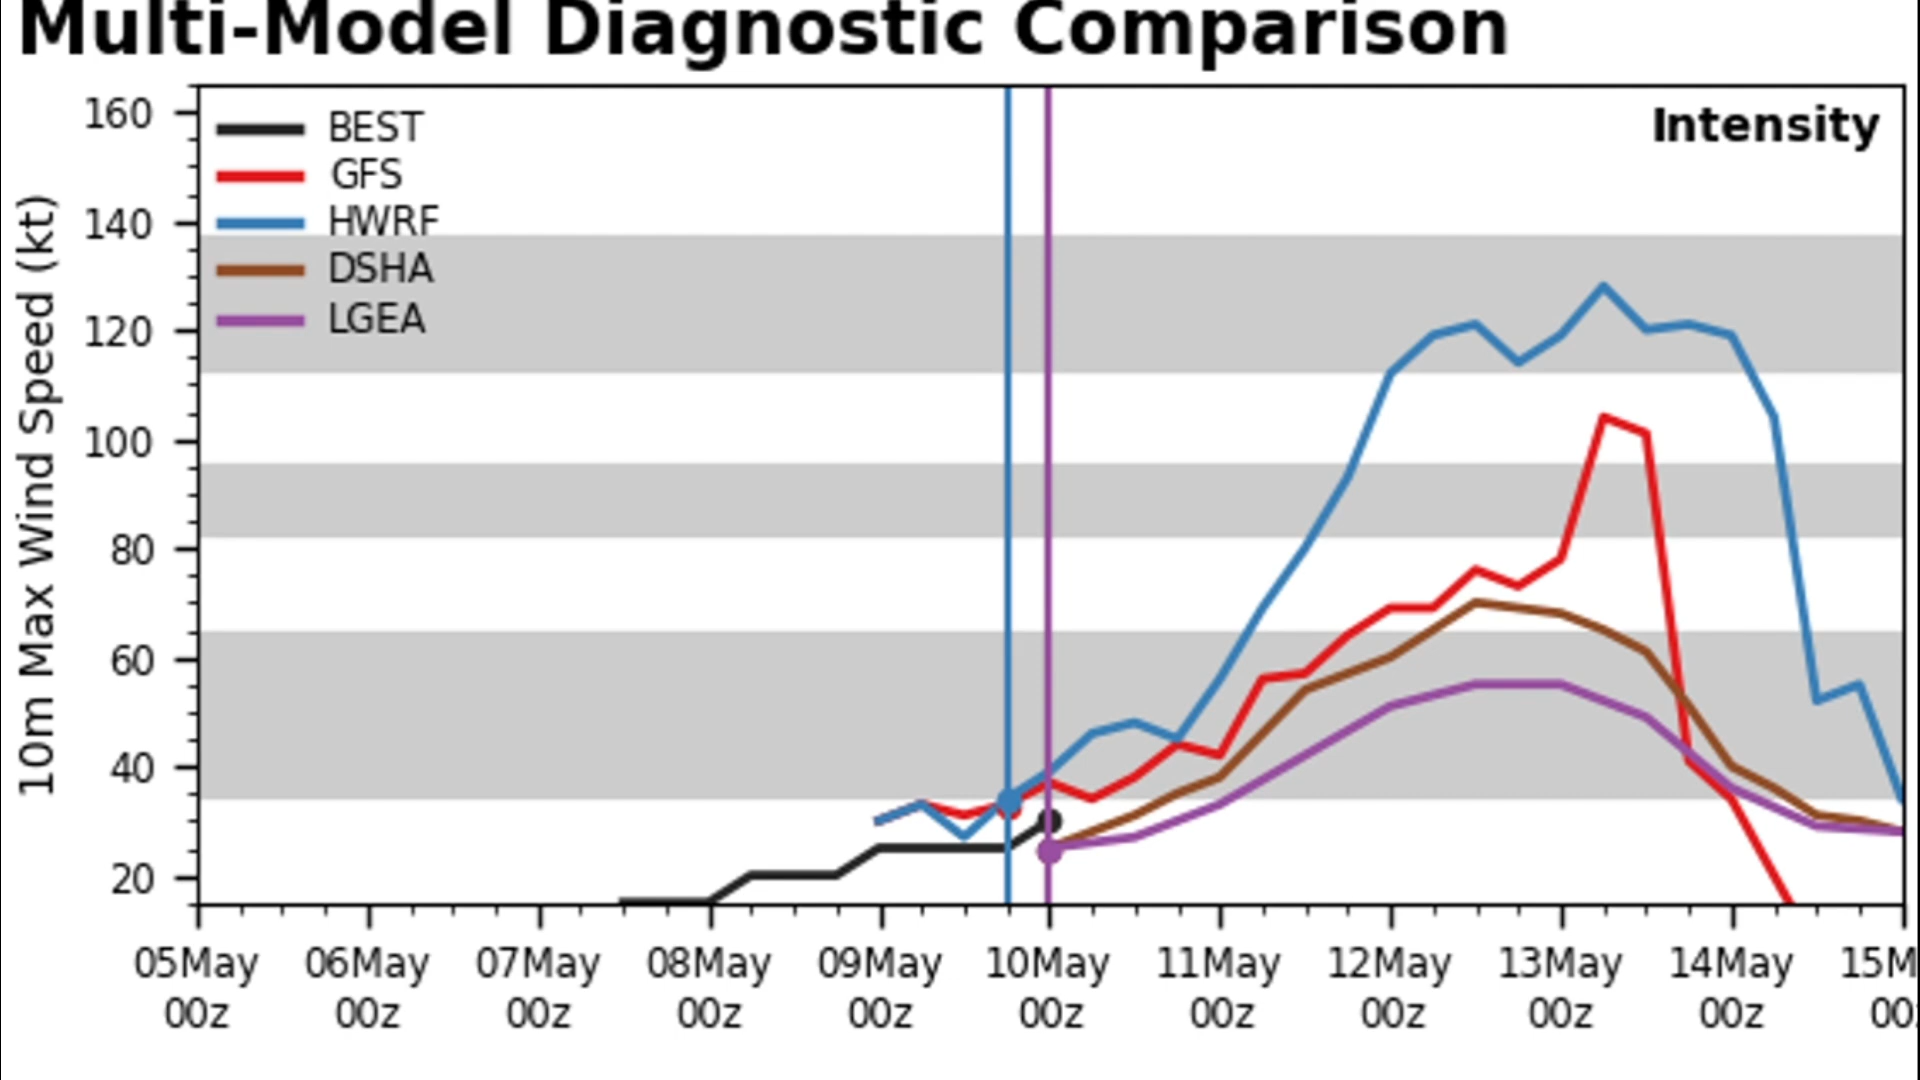 Multi-Model Diagnostic Comparison
Intensity
BEST
GFS
HWRF
DSHA
LGEA
10m Max Wind Speed (kt)
160
140
120
100
80
60
40
20
05May 06May 07May 08May 09May 10May 11May 12May 13May 14May 15M
00z 00z 00z 00z 00z 00z 00z 00z 00z 00z 00